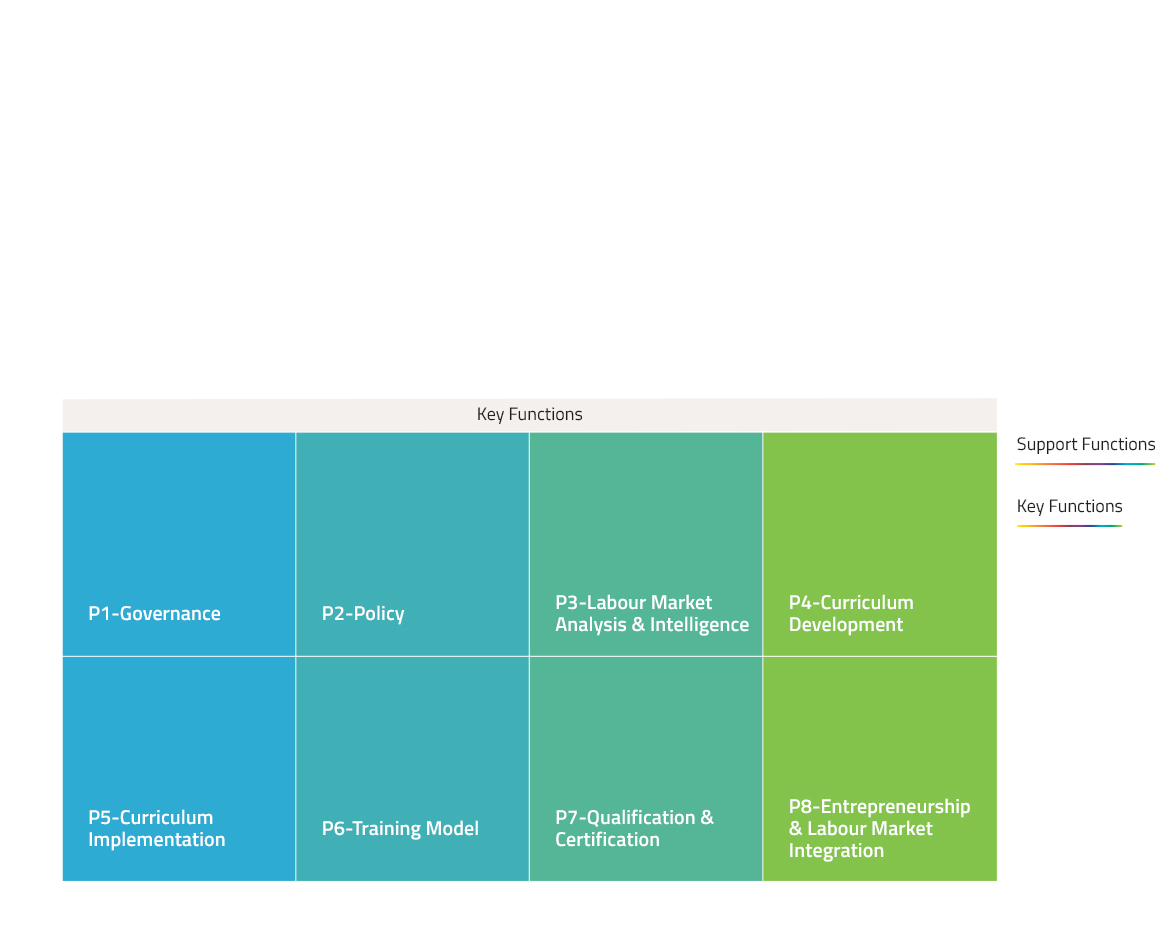 Key Functions
Support Functions
Key Functions
P1-Governance
P2-Policy
P3-Labour Market
Analysis & Intelligence
P4-Curriculum
Development
P5-Curriculum
Implementation
P6-Training Model
P7-Qualification &
Certification
P8-Entrepreneurship
& Labour Market
Integration